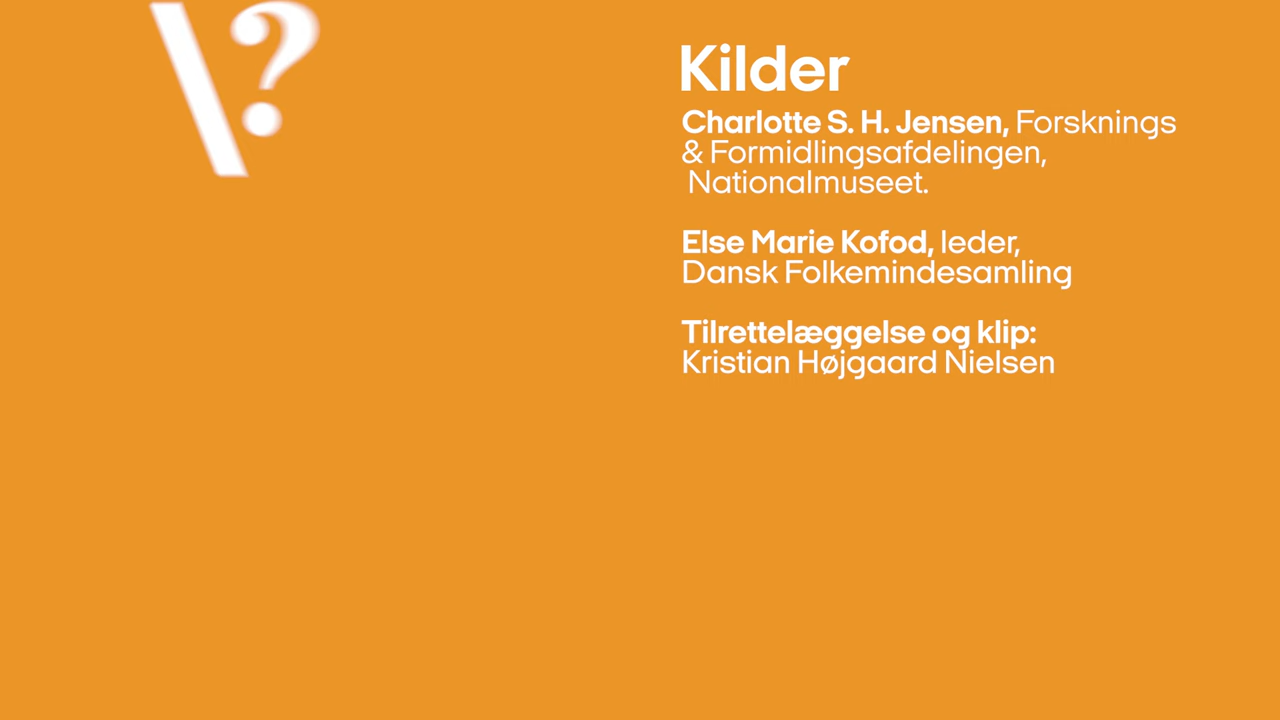 \?
Kilder
Charlotte S. H. Jensen, Forsknings
& Formidlingsafdelingen,
Nationalmuseet.
Else Marie Kofod, leder,
Dansk Folkemindesamling
Tilrettelæggelse og klip:
Kristian Højgaard Nielsen